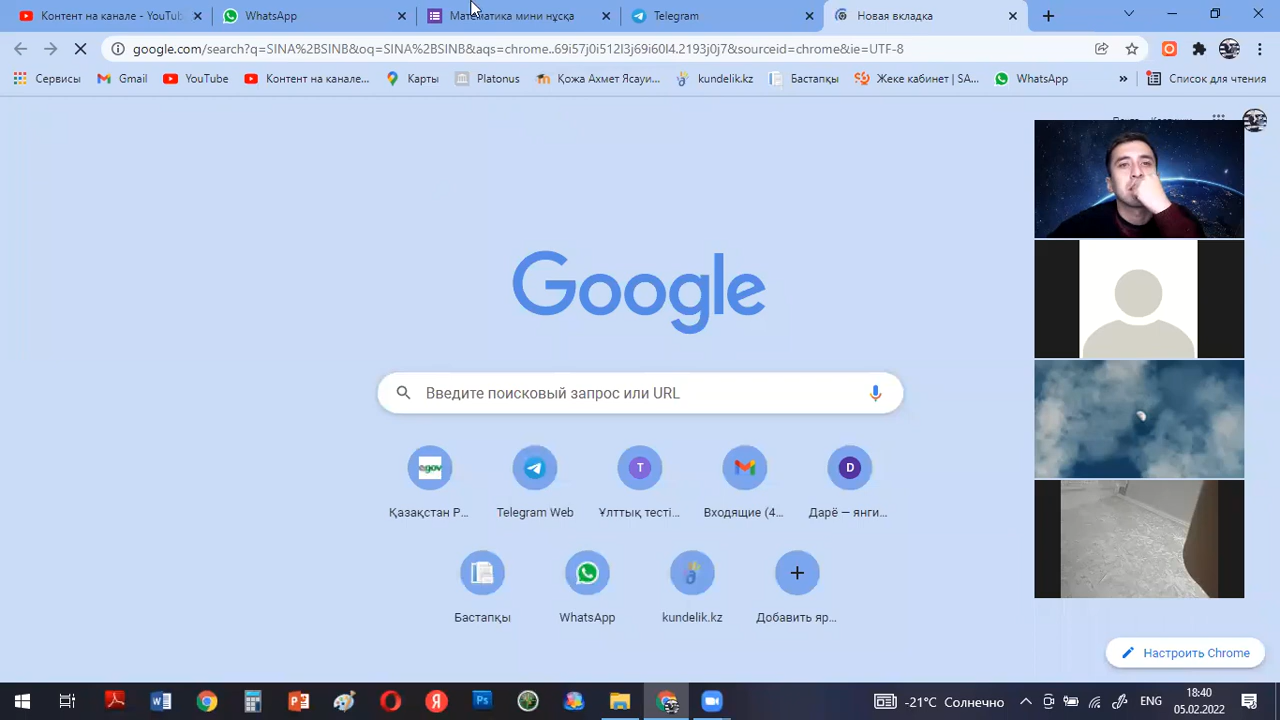 Контент на канале - YouTub
WhatsApp
Математика мини нұсқа
Telegram
Новая вкладка
google.com/search?q=SINA%2BSINB&oq=SINA%2BSINB&aqs=chrome..69i57j0i512l3j69i60l4.2193j0j7&sourceid=chrome&ie=UTF-8
Сервисы
Gmail
YouTube
Контент на канале...
Карты
Platonus
Қожа Ахмет Ясауи...
kundelik.kz
Бастапқы
Жеке кабинет | SA...
WhatsApp
»
Список для чтения
Google
Введите поисковый запрос или URL
Қазақстан Р...
Telegram Web
Ұлттық тесті...
Входящие (4...
Дарё — янги...
egov
T
D
Бастапқы
WhatsApp
kundelik.kz
Добавить яр...
Настроить Chrome
-21°C Солнечно
ENG
18:40
05.02.2022